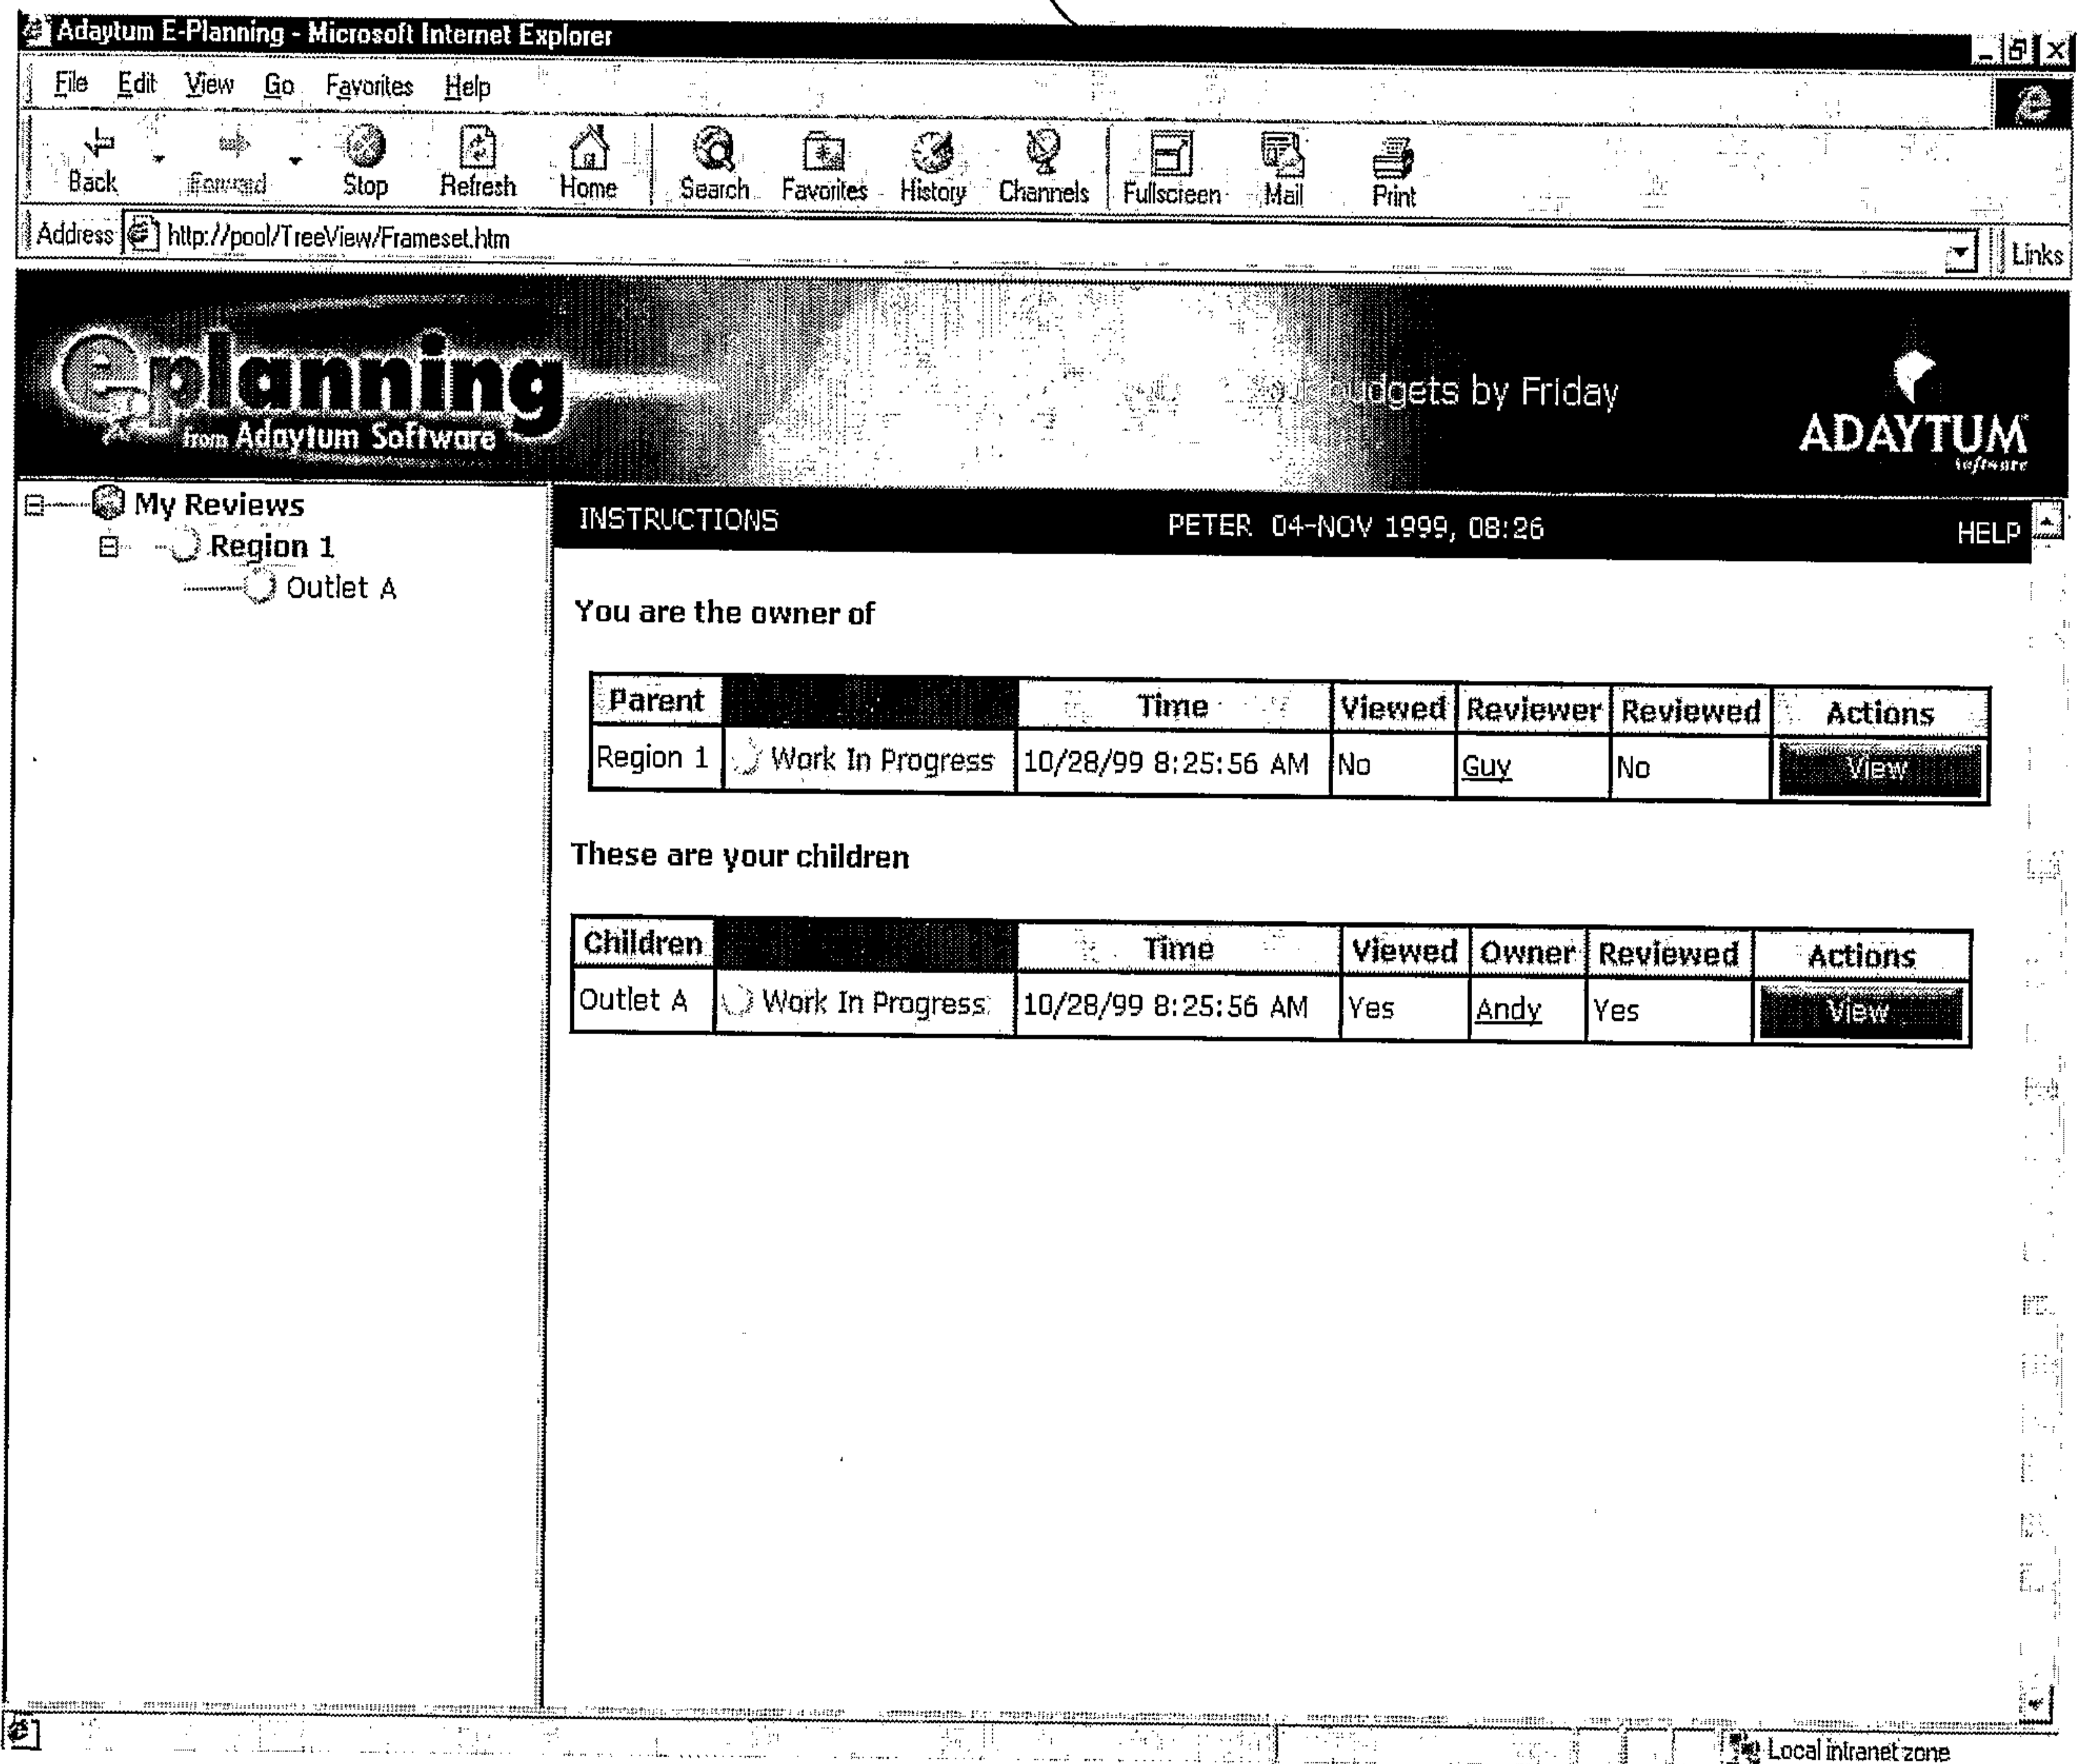 Adaytum E-Planning - Microsoft Internet Explorer
File Edit View Go Favorites Help
Back Forward Stop Refresh Home Search Favorites History Channels Fullscreen Mail Print
Address http://pool/TreeView/Frameset.htm Links
eplanning
from Adaytum Software
budgets by Friday
ADAYTUM
software
My Reviews
Region 1
Outlet A
INSTRUCTIONS PETER 04-NOV 1999, 08:26 HELP
You are the owner of
Parent Time Viewed Reviewer Reviewed Actions
Region 1 Work In Progress 10/28/99 8:25:56 AM No Guy No View
These are your children
Children Time Viewed Owner Reviewed Actions
Outlet A Work In Progress 10/28/99 8:25:56 AM Yes Andy Yes View
Local intranet zone